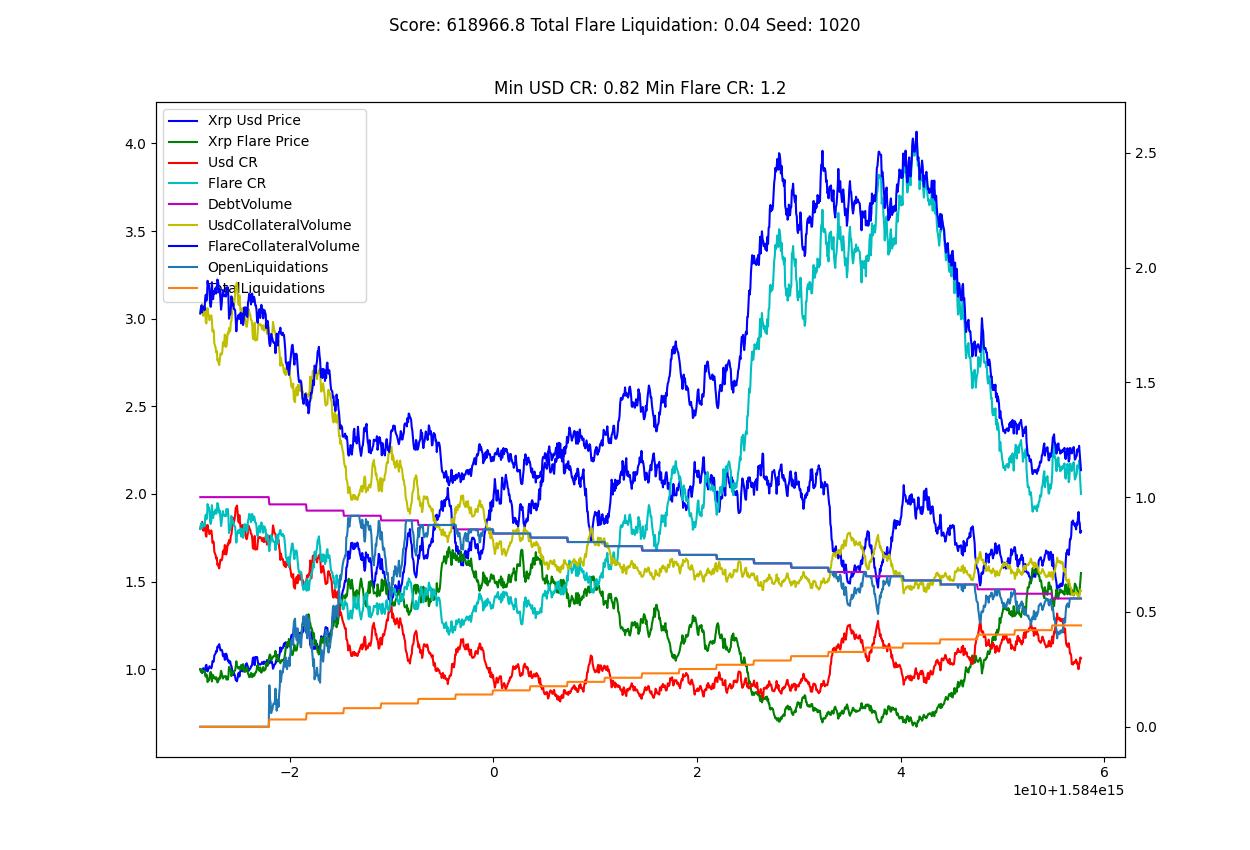 Score: 618966.8 Total Flare Liquidation: 0.04 Seed: 1020
Min USD CR: 0.82 Min Flare CR: 1.2
Xrp Usd Price
Xrp Flare Price
Usd CR
Flare CR
DebtVolume
UsdCollateralVolume
FlareCollateralVolume
OpenLiquidations
TotalLiquidations
4.0
3.5
3.0
2.5
2.0
1.5
1.0
2.5
2.0
1.5
1.0
0.5
0.0
−2
0
2
4
6
1e10+1.584e15